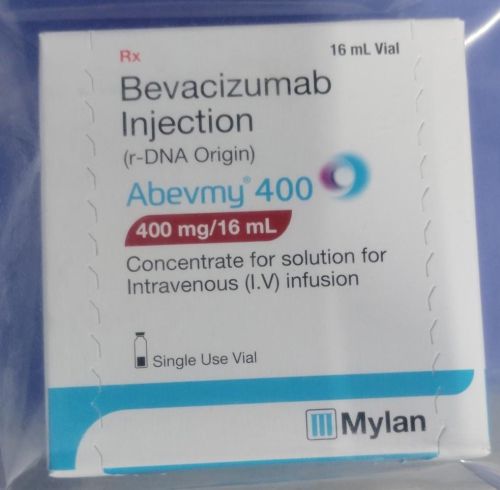 Rx
16 mL Vial
Bevacizumab
Injection
(r-DNA Origin)
Abevmy® 400
400 mg/16 mL
Concentrate for solution for
Intravenous (I.V) infusion
Single Use Vial
Mylan